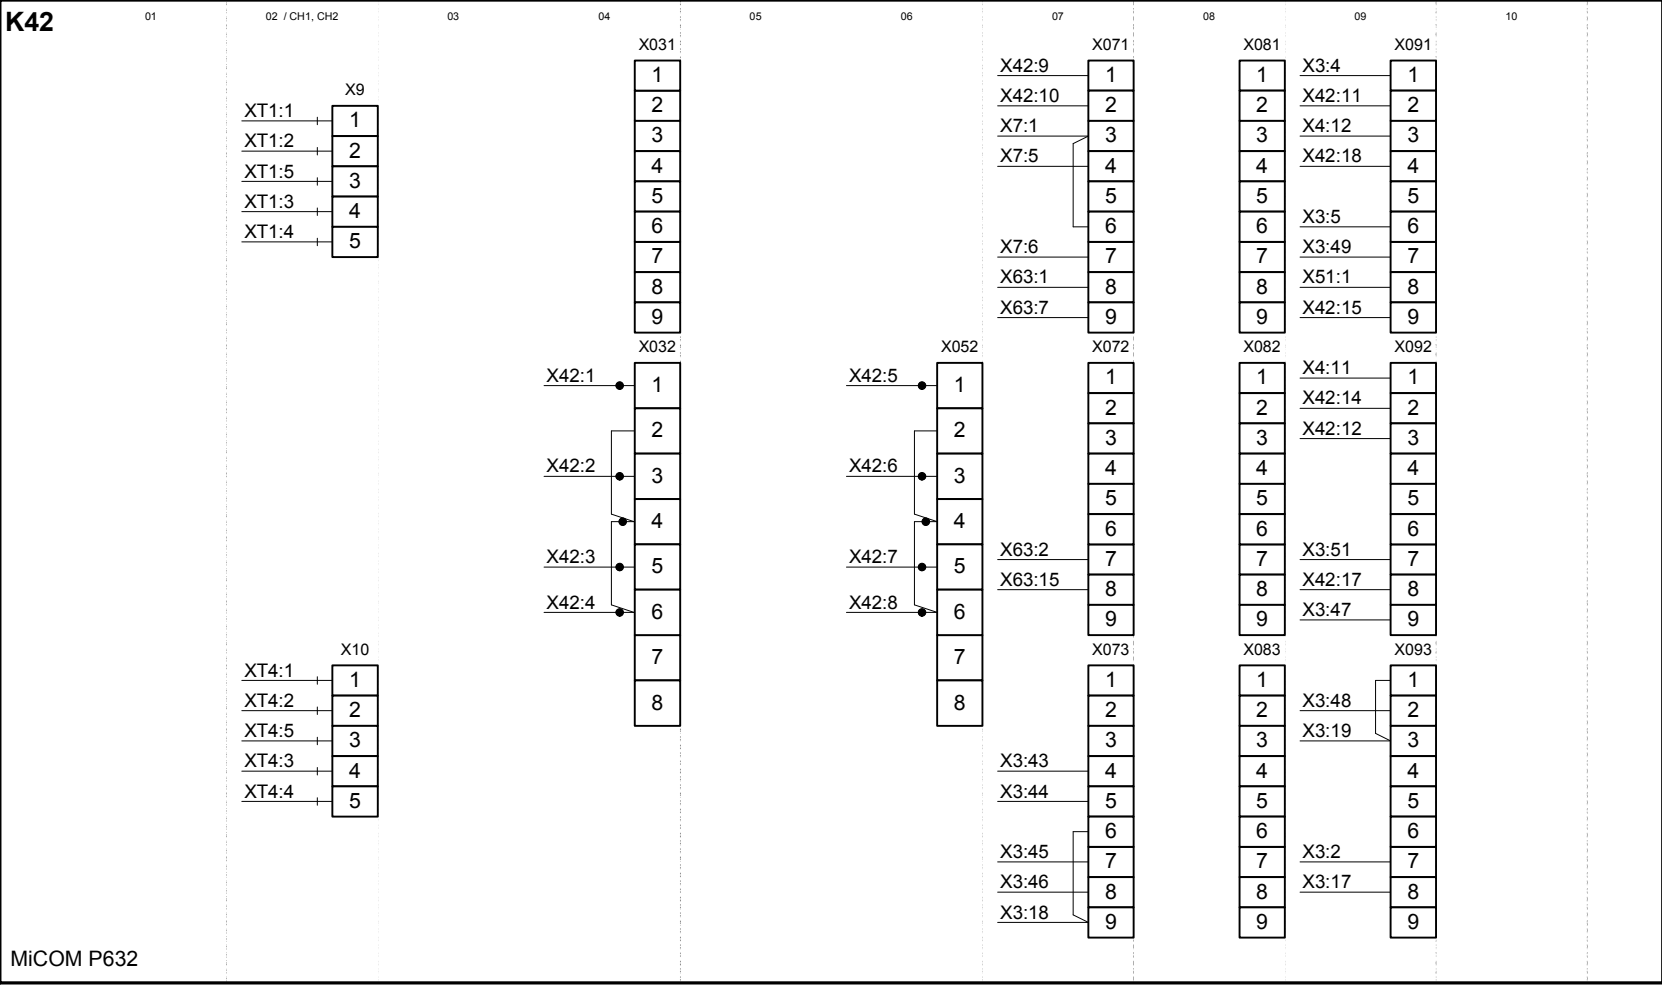 K42
01
02 / CH1, CH2
03
04
05
06
07
08
09
10
X9
XT1:1 1
XT1:2 2
XT1:5 3
XT1:3 4
XT1:4 5
X10
XT4:1 1
XT4:2 2
XT4:5 3
XT4:3 4
XT4:4 5
X031
1
2
3
4
5
6
7
8
9
X032
X42:1 1
2
X42:2 3
4
X42:3 5
X42:4 6
7
8
X052
X42:5 1
2
X42:6 3
4
X42:7 5
X42:8 6
7
8
X071
X42:9 1
X42:10 2
X7:1 3
X7:5 4
5
6
X7:6 7
X63:1 8
X63:7 9
X072
1
2
3
4
5
6
X63:2 7
X63:15 8
9
X073
1
2
3
X3:43 4
X3:44 5
6
X3:45 7
X3:46 8
X3:18 9
X081
1
2
3
4
5
6
7
8
9
X082
1
2
3
4
5
6
7
8
9
X083
1
2
3
4
5
6
7
8
9
X091
X3:4 1
X42:11 2
X4:12 3
X42:18 4
5
X3:5 6
X3:49 7
X51:1 8
X42:15 9
X092
X4:11 1
X42:14 2
X42:12 3
4
5
6
X3:51 7
X42:17 8
X3:47 9
X093
1
X3:48 2
X3:19 3
4
5
6
X3:2 7
X3:17 8
9
MiCOM P632